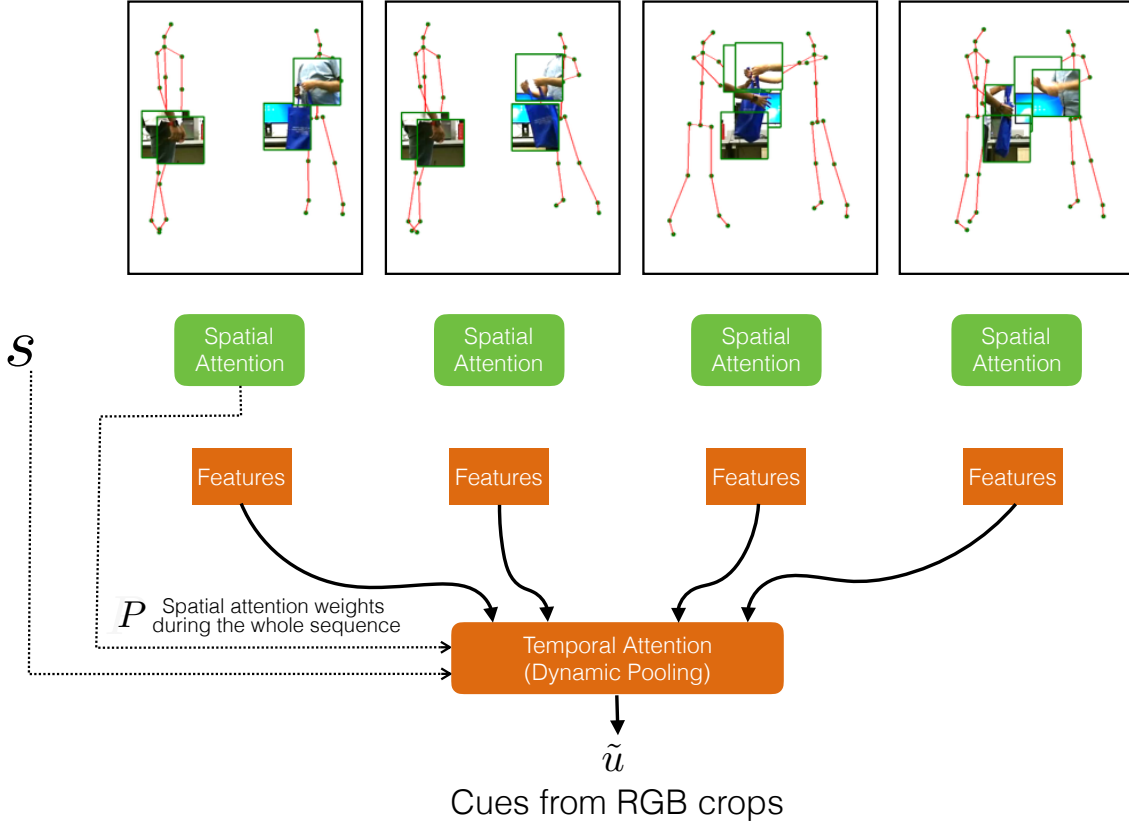 Spatial
Attention
Spatial
Attention
Spatial
Attention
Spatial
Attention
s
Features
Features
Features
Features
P Spatial attention weights
during the whole sequence
Temporal Attention
(Dynamic Pooling)
ũ
Cues from RGB crops